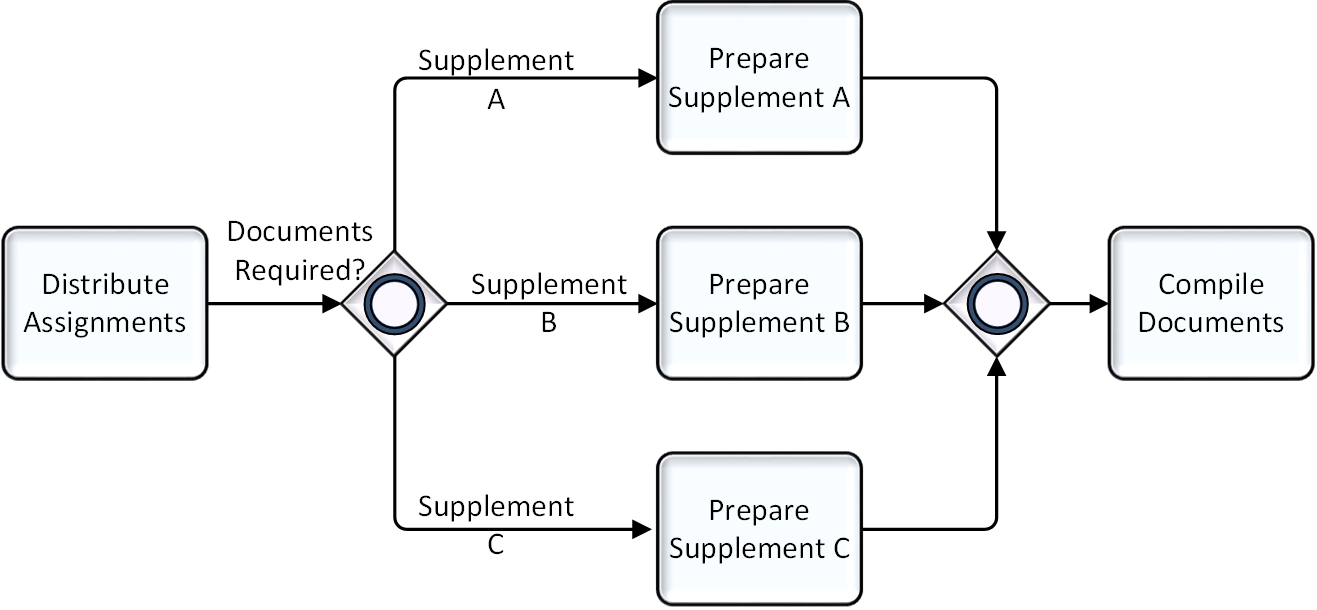 Supplement
A
Prepare
Supplement A
Documents
Required?
Distribute
Assignments
Supplement
B
Prepare
Supplement B
Compile
Documents
Supplement
C
Prepare
Supplement C